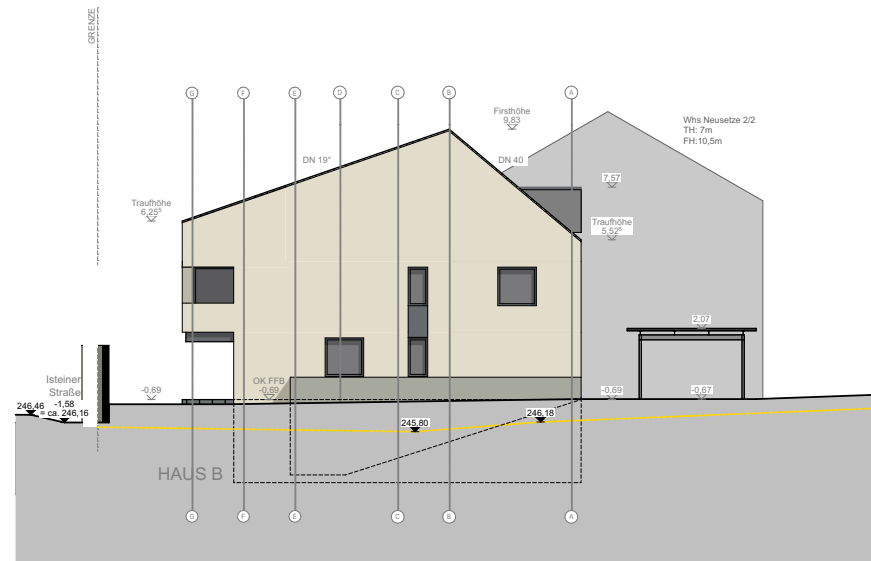 GRENZE
G
F
E
D
C
B
A
Firsthöhe
9,83
Whs Neusetze 2/2
TH: 7m
FH:10,5m
DN 19°
DN 40
7,57
Traufhöhe
6,25⁵
Traufhöhe
5,52⁵
2,07
Isteiner
Straße
-0,69
OK FFB
-0,69
-0,69
-0,67
246,46
-1,58
= ca. 246,16
245,80
246,18
HAUS B
G
F
E
C
B
A